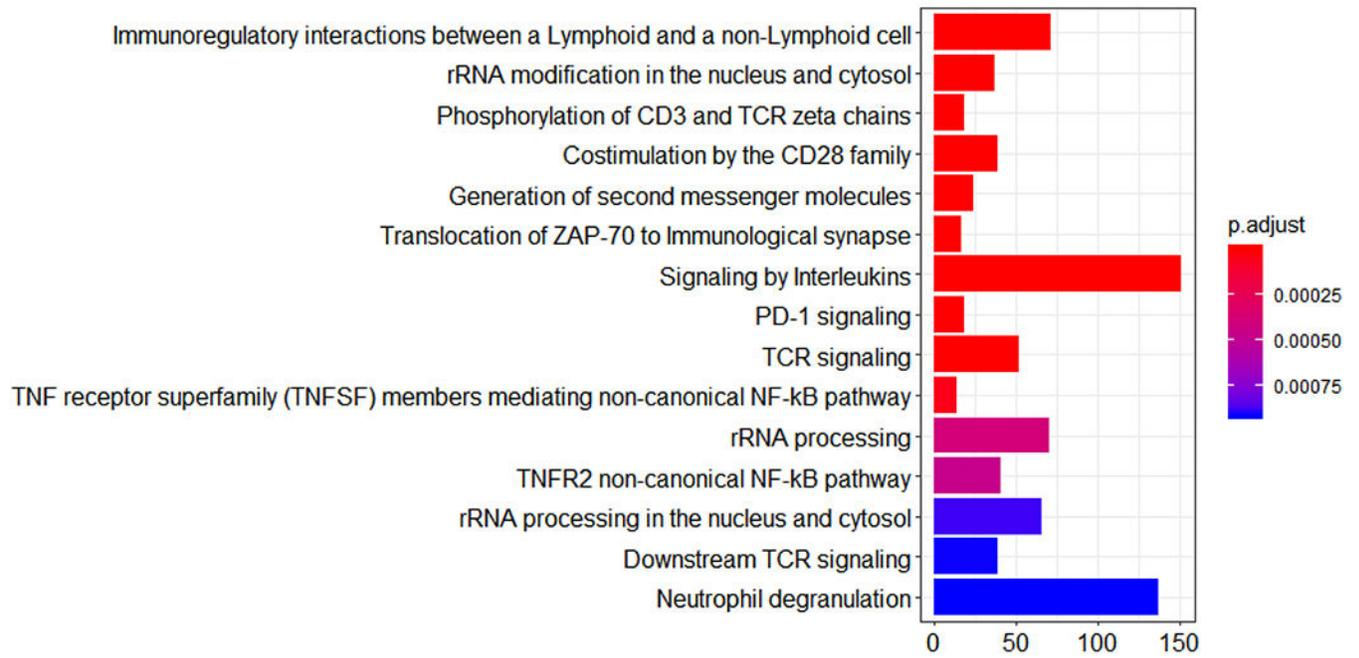 Immunoregulatory interactions between a Lymphoid and a non-Lymphoid cell
rRNA modification in the nucleus and cytosol
Phosphorylation of CD3 and TCR zeta chains
Costimulation by the CD28 family
Generation of second messenger molecules
Translocation of ZAP-70 to Immunological synapse
Signaling by Interleukins
PD-1 signaling
TCR signaling
TNF receptor superfamily (TNFSF) members mediating non-canonical NF-kB pathway
rRNA processing
TNFR2 non-canonical NF-kB pathway
rRNA processing in the nucleus and cytosol
Downstream TCR signaling
Neutrophil degranulation
0 50 100 150
p.adjust
0.00025
0.00050
0.00075